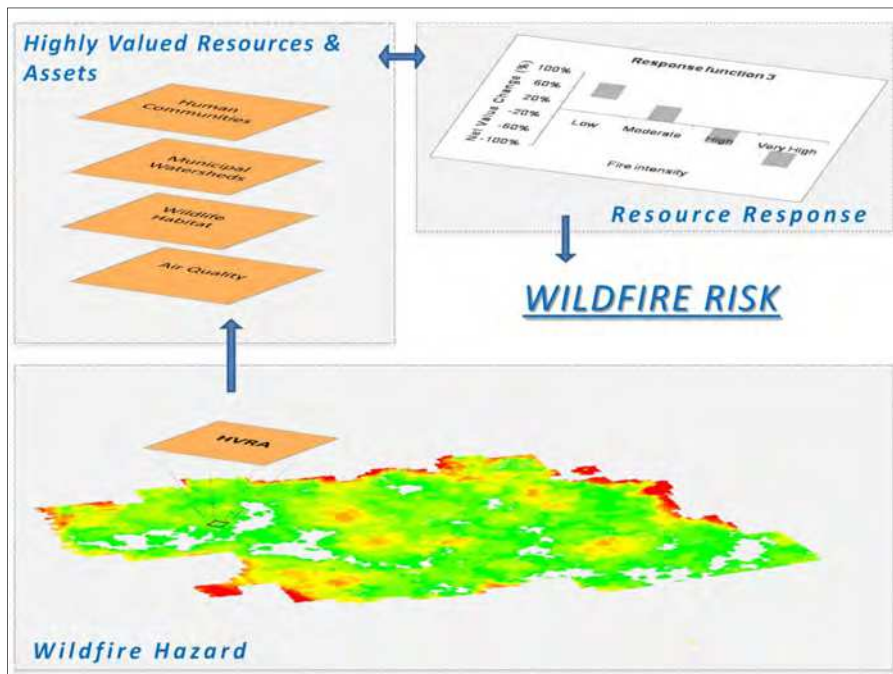 Highly Valued Resources &
Assets
Human
Communities
Municipal
Watersheds
Wildlife
Habitat
Air Quality
Response function 3
Net Value Change (%)
100%
60%
20%
-20%
-60%
-100%
Low
Moderate
High
Very High
Fire intensity
Resource Response
WILDFIRE RISK
HVRA
Wildfire Hazard